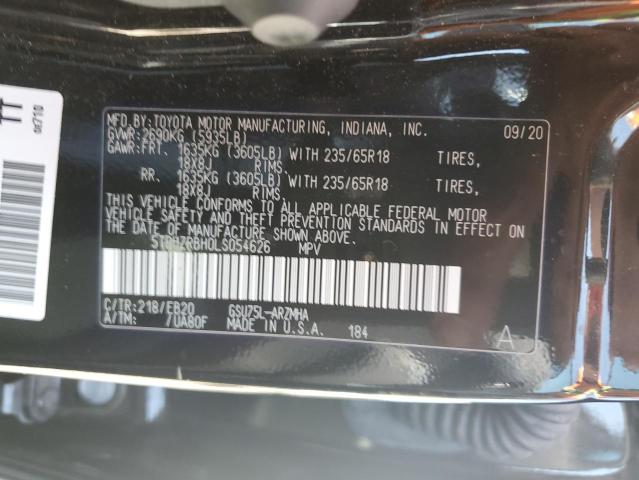 MFD.BY:TOYOTA MOTOR MANUFACTURING, INDIANA, INC. 09/20
GVWR:2690KG (5935LB)
GAWR:FRT. 1635KG (3605LB) WITH 235/65R18 TIRES,
18X8J RIMS.
RR. 1635KG (3605LB) WITH 235/65R18 TIRES,
18X8J RIMS.
THIS VEHICLE CONFORMS TO ALL APPLICABLE FEDERAL MOTOR
VEHICLE SAFETY AND THEFT PREVENTION STANDARDS IN EFFECT ON
THE DATE OF MANUFACTURE SHOWN ABOVE.
5TDHZRBH0LS054626 MPV
C/TR:218/EB20 GSU75L-ARZMHA
A/TM: /UA80F MADE IN U.S.A. 184
A